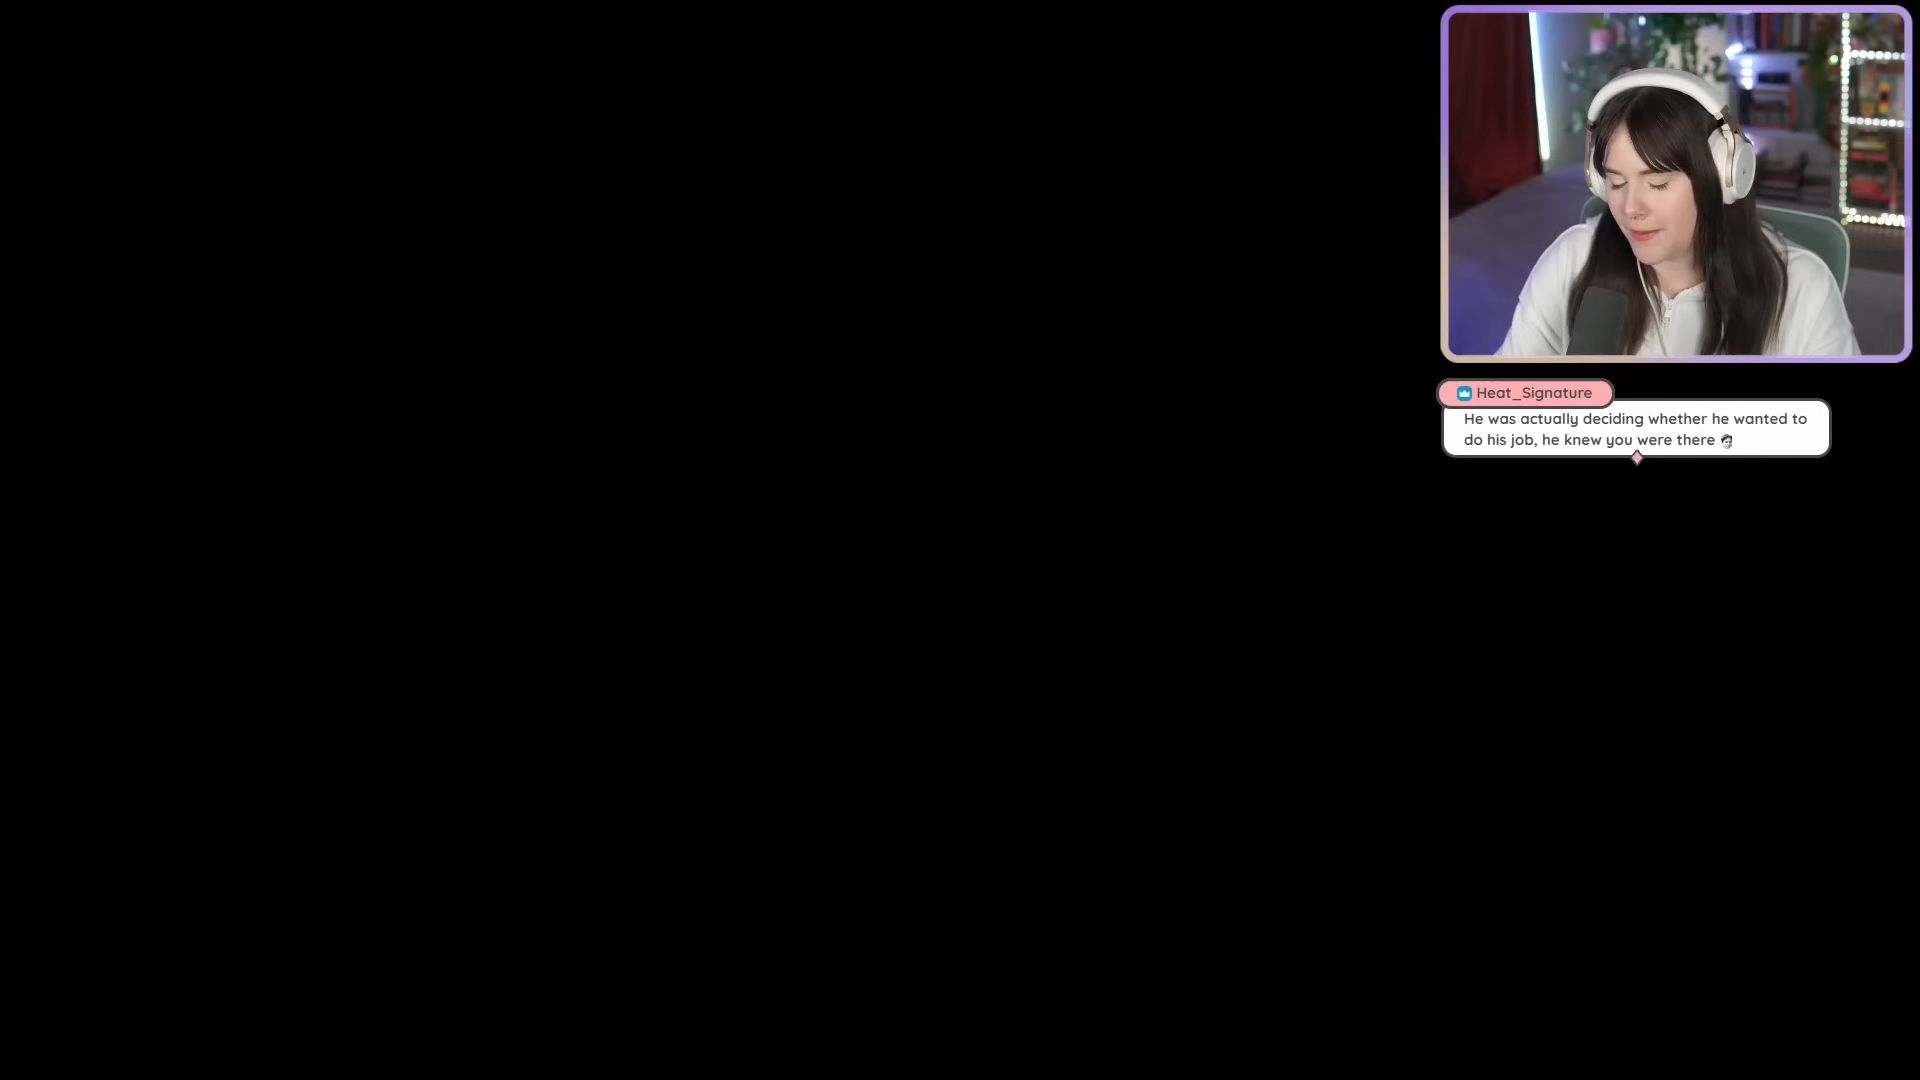 Heat_Signature
He was actually deciding whether he wanted to
do his job, he knew you were there